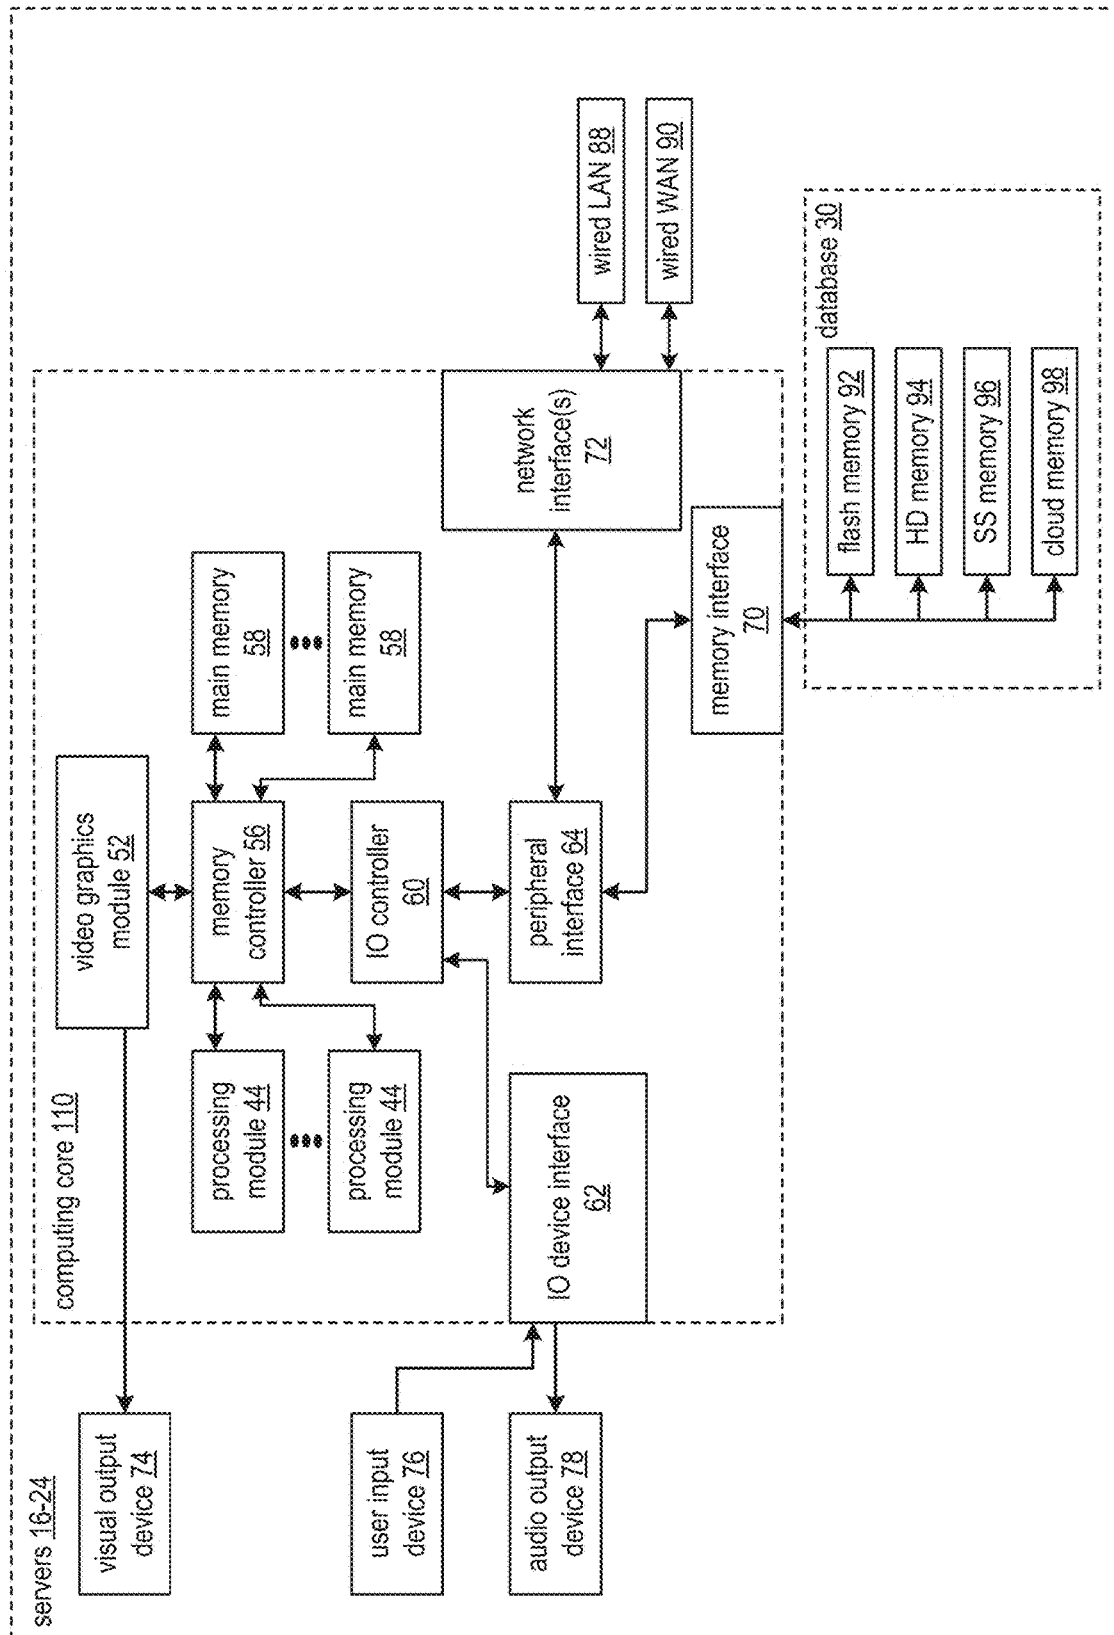 servers 16-24
computing core 110
visual output
device 74
video graphics
module 52
processing
module 44
processing
module 44
memory
controller 56
main memory
58
main memory
58
user input
device 76
IO controller
60
audio output
device 78
IO device interface
62
peripheral
interface 64
network
interface(s)
72
wired LAN 88
wired WAN 90
memory interface
70
database 30
flash memory 92
HD memory 94
SS memory 96
cloud memory 98